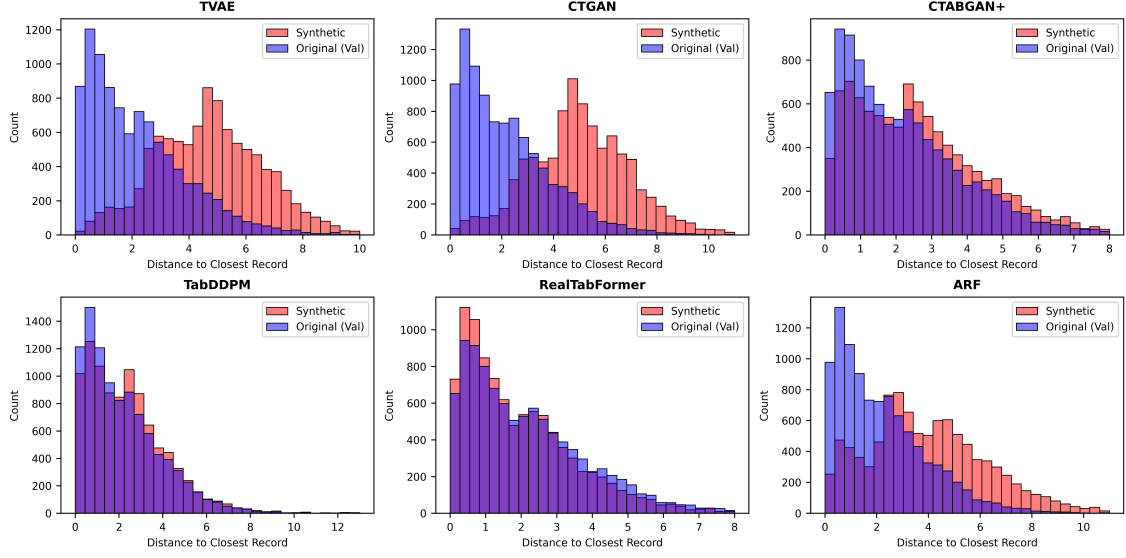 TVAE
1200
1000
800
600
400
200
0
Count
0 2 4 6 8 10
Distance to Closest Record
Synthetic
Original (Val)
CTGAN
1200
1000
800
600
400
200
0
Count
0 2 4 6 8 10
Distance to Closest Record
Synthetic
Original (Val)
CTABGAN+
800
600
400
200
0
Count
0 1 2 3 4 5 6 7 8
Distance to Closest Record
Synthetic
Original (Val)
TabDDPM
1400
1200
1000
800
600
400
200
0
Count
0 2 4 6 8 10 12
Distance to Closest Record
Synthetic
Original (Val)
RealTabFormer
1000
800
600
400
200
0
Count
0 1 2 3 4 5 6 7 8
Distance to Closest Record
Synthetic
Original (Val)
ARF
1200
1000
800
600
400
200
0
Count
0 2 4 6 8 10
Distance to Closest Record
Synthetic
Original (Val)